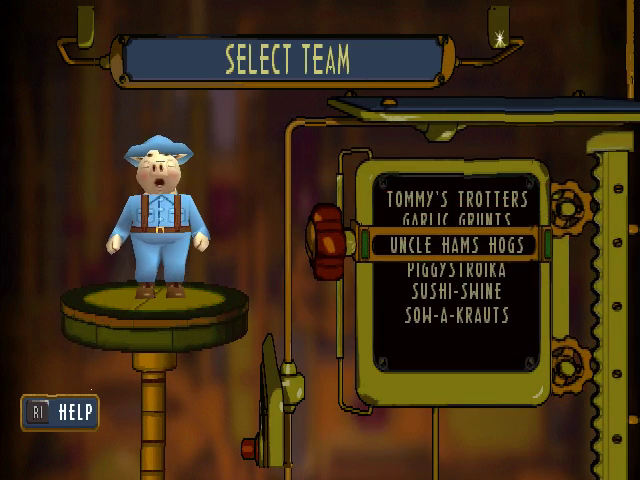 SELECT TEAM
TOMMY'S TROTTERS
GARLIC GRUNTS
UNCLE HAMS HOGS
PIGGYSTROIKA
SUSHI-SWINE
SOW-A-KRAUTS
R1 HELP